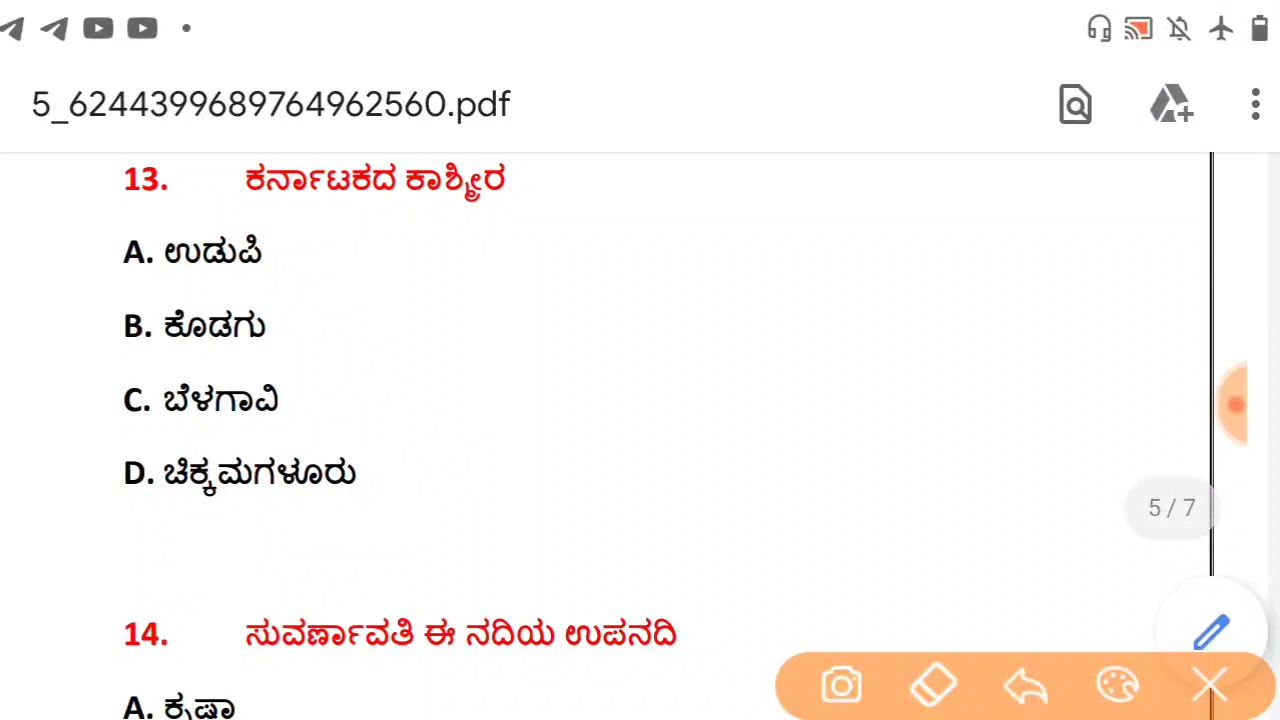 5_6244399689764962560.pdf
13. ಕರ್ನಾಟಕದ ಕಾಶ್ಮೀರ
A. ಉಡುಪಿ
B. ಕೊಡಗು
C. ಬೆಳಗಾವಿ
D. ಚಿಕ್ಕಮಗಳೂರು
5 / 7
14. ಸುವರ್ಣಾವತಿ ಈ ನದಿಯ ಉಪನದಿ
A. ಕೃಷ್ಣಾ